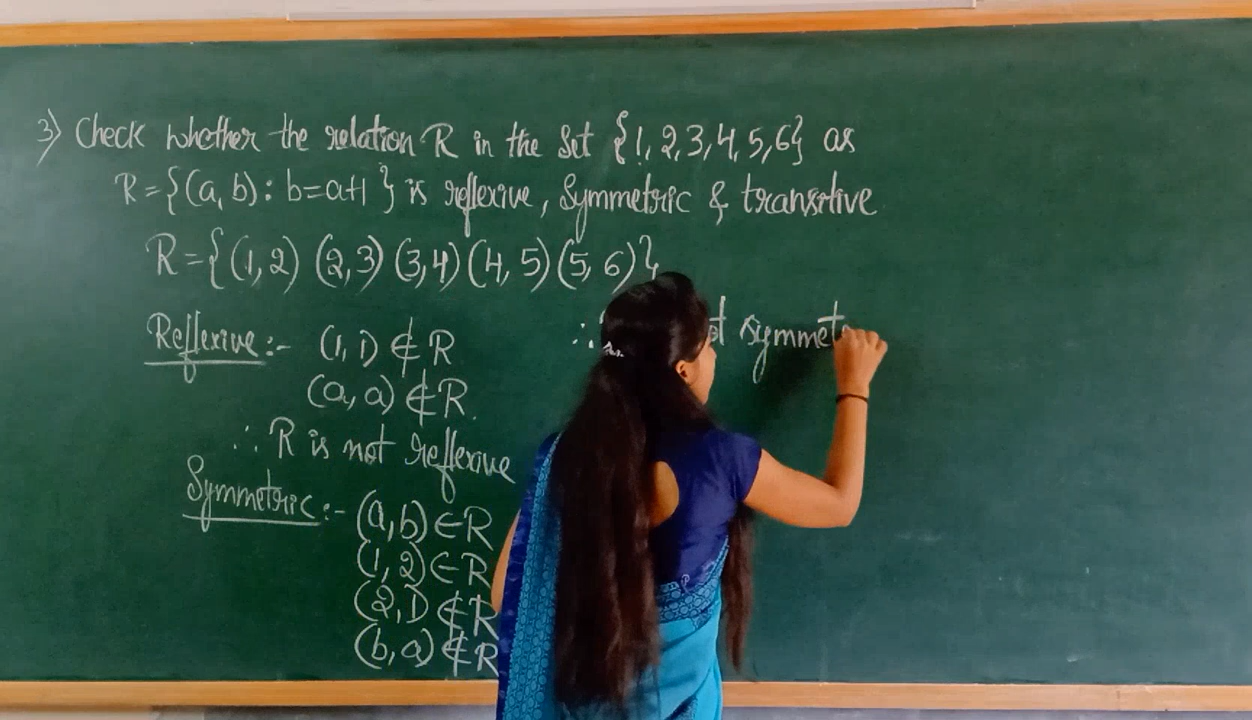 3) Check whether the relation R in the Set {1, 2, 3, 4, 5, 6} as
R={(a, b): b=a+1} is reflexive, Symmetric & transitive
R={(1,2) (2,3) (3,4) (4,5) (5,6)}
Reflexive:- (1,1) ∉ R
(a,a) ∉ R.
∴ R is not reflexive
Symmetric:- (a,b) ∈ R
(1,2) ∈ R
(2,1) ∉ R
(b,a) ∉ R
∴ symmet